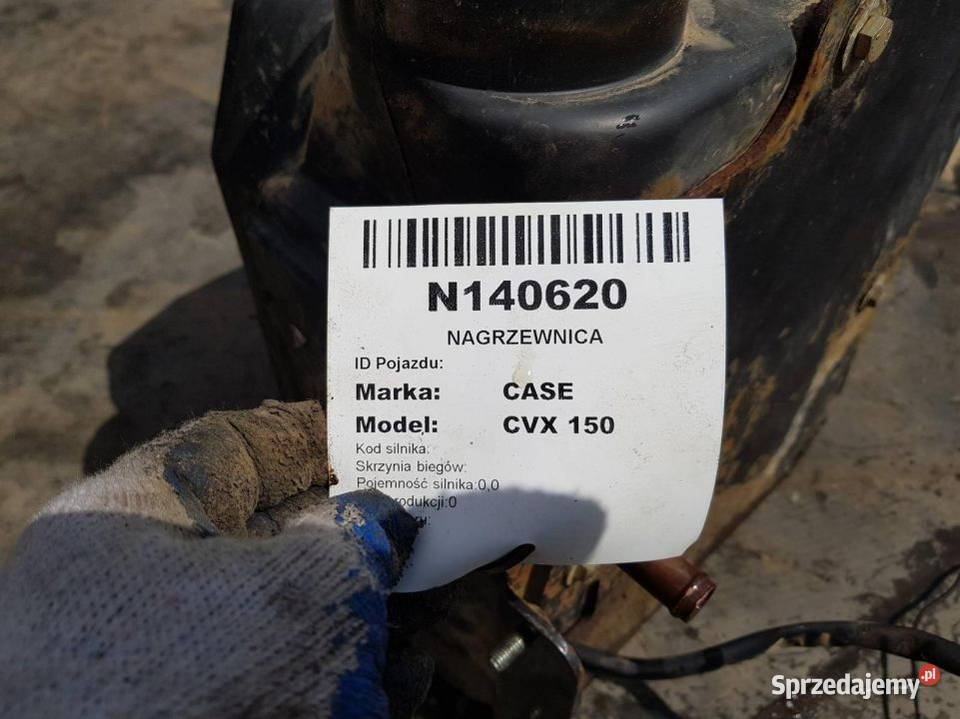 N140620
NAGRZEWNICA
ID Pojazdu:
Marka: CASE
Model: CVX 150
Kod silnika:
Skrzynia biegów:
Pojemność silnika:0,0
rodukcji:0
Sprzedajemy.pl